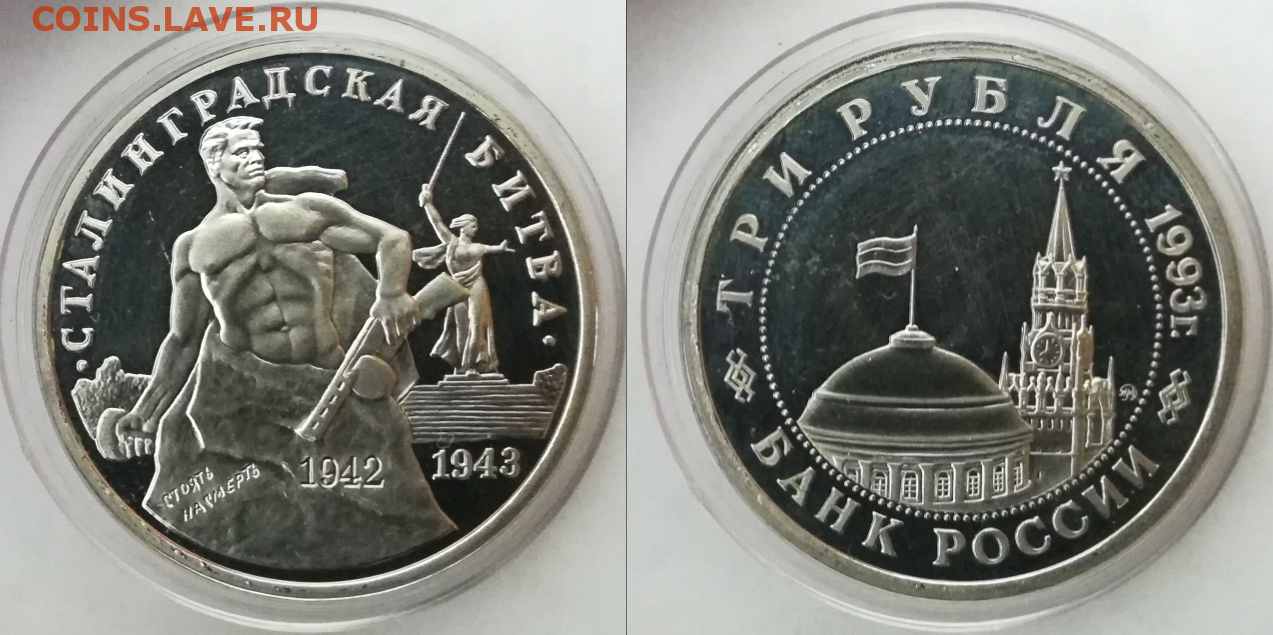 COINS.LAVE.RU
· СТАЛИНГРАДСКАЯ БИТВА ·
СТОЯТЬ
НАСМЕРТЬ
1942
1943
ТРИ РУБЛЯ 1993г.
БАНК РОССИИ